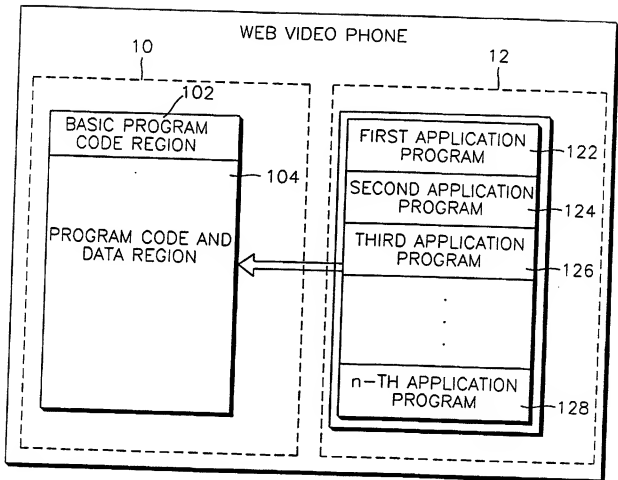 WEB VIDEO PHONE
10
102
BASIC PROGRAM
CODE REGION
104
PROGRAM CODE AND
DATA REGION
12
FIRST APPLICATION
PROGRAM
122
SECOND APPLICATION
PROGRAM
124
THIRD APPLICATION
PROGRAM
126
n-TH APPLICATION
PROGRAM
128